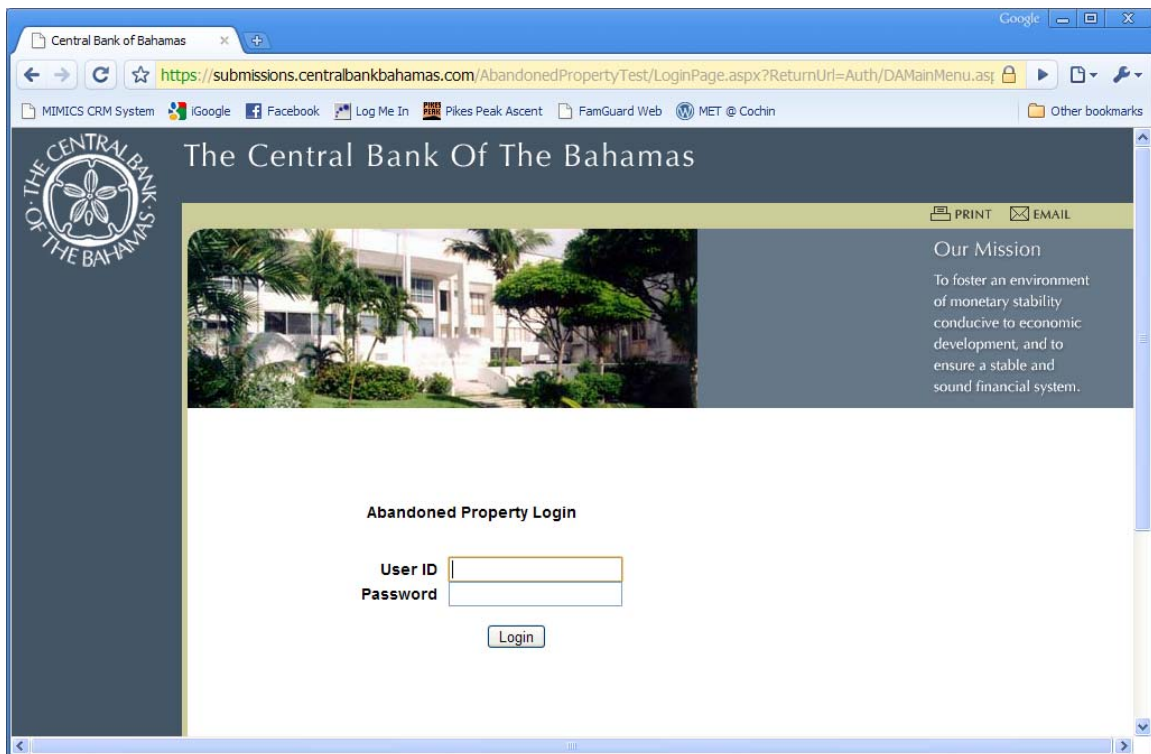 Google
Central Bank of Bahamas
https://submissions.centralbankbahamas.com/AbandonedPropertyTest/LoginPage.aspx?ReturnUrl=Auth/DAMainMenu.asp
MIMICS CRM System iGoogle Facebook Log Me In Pikes Peak Ascent FamGuard Web MET @ Cochin Other bookmarks
THE CENTRAL BANK OF THE BAHAMAS
The Central Bank Of The Bahamas
PRINT EMAIL
Our Mission
To foster an environment
of monetary stability
conducive to economic
development, and to
ensure a stable and
sound financial system.
Abandoned Property Login
User ID
Password
Login